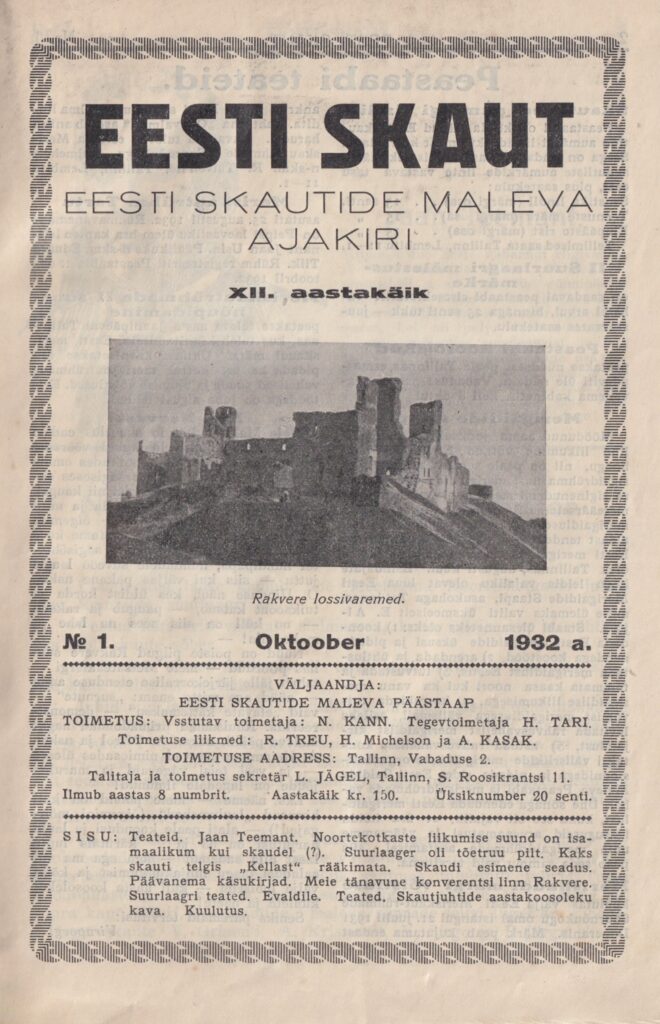 EESTI SKAUT
EESTI SKAUTIDE MALEVA
AJAKIRI
XII. aastakäik
Rakvere lossivaremed.
№ 1. Oktoober 1932 a.
VÄLJAANDJA:
EESTI SKAUTIDE MALEVA PÄÄSTAAP
TOIMETUS: Vsstutav toimetaja: N. KANN. Tegevtoimetaja H. TARI.
Toimetuse liikmed: R. TREU, H. Michelson ja A. KASAK.
TOIMETUSE AADRESS: Tallinn, Vabaduse 2.
Talitaja ja toimetus sekretär L. JÄGEL, Tallinn, S. Roosikrantsi 11.
Ilmub aastas 8 numbrit. Aastakäik kr. 150. Üksiknumber 20 senti.
SISU: Teateid. Jaan Teemant. Noortekotkaste liikumise suund on isa-
maalikum kui skaudel (?). Suurlaager oli tõetruu pilt. Kaks
skauti telgis „Kellast" rääkimata. Skaudi esimene seadus.
Päävanema käsukirjad. Meie tänavune konverentsi linn Rakvere.
Suurlaagri teated. Evaldile. Teated. Skautjuhtide aastakoosoleku
kava. Kuulutus.